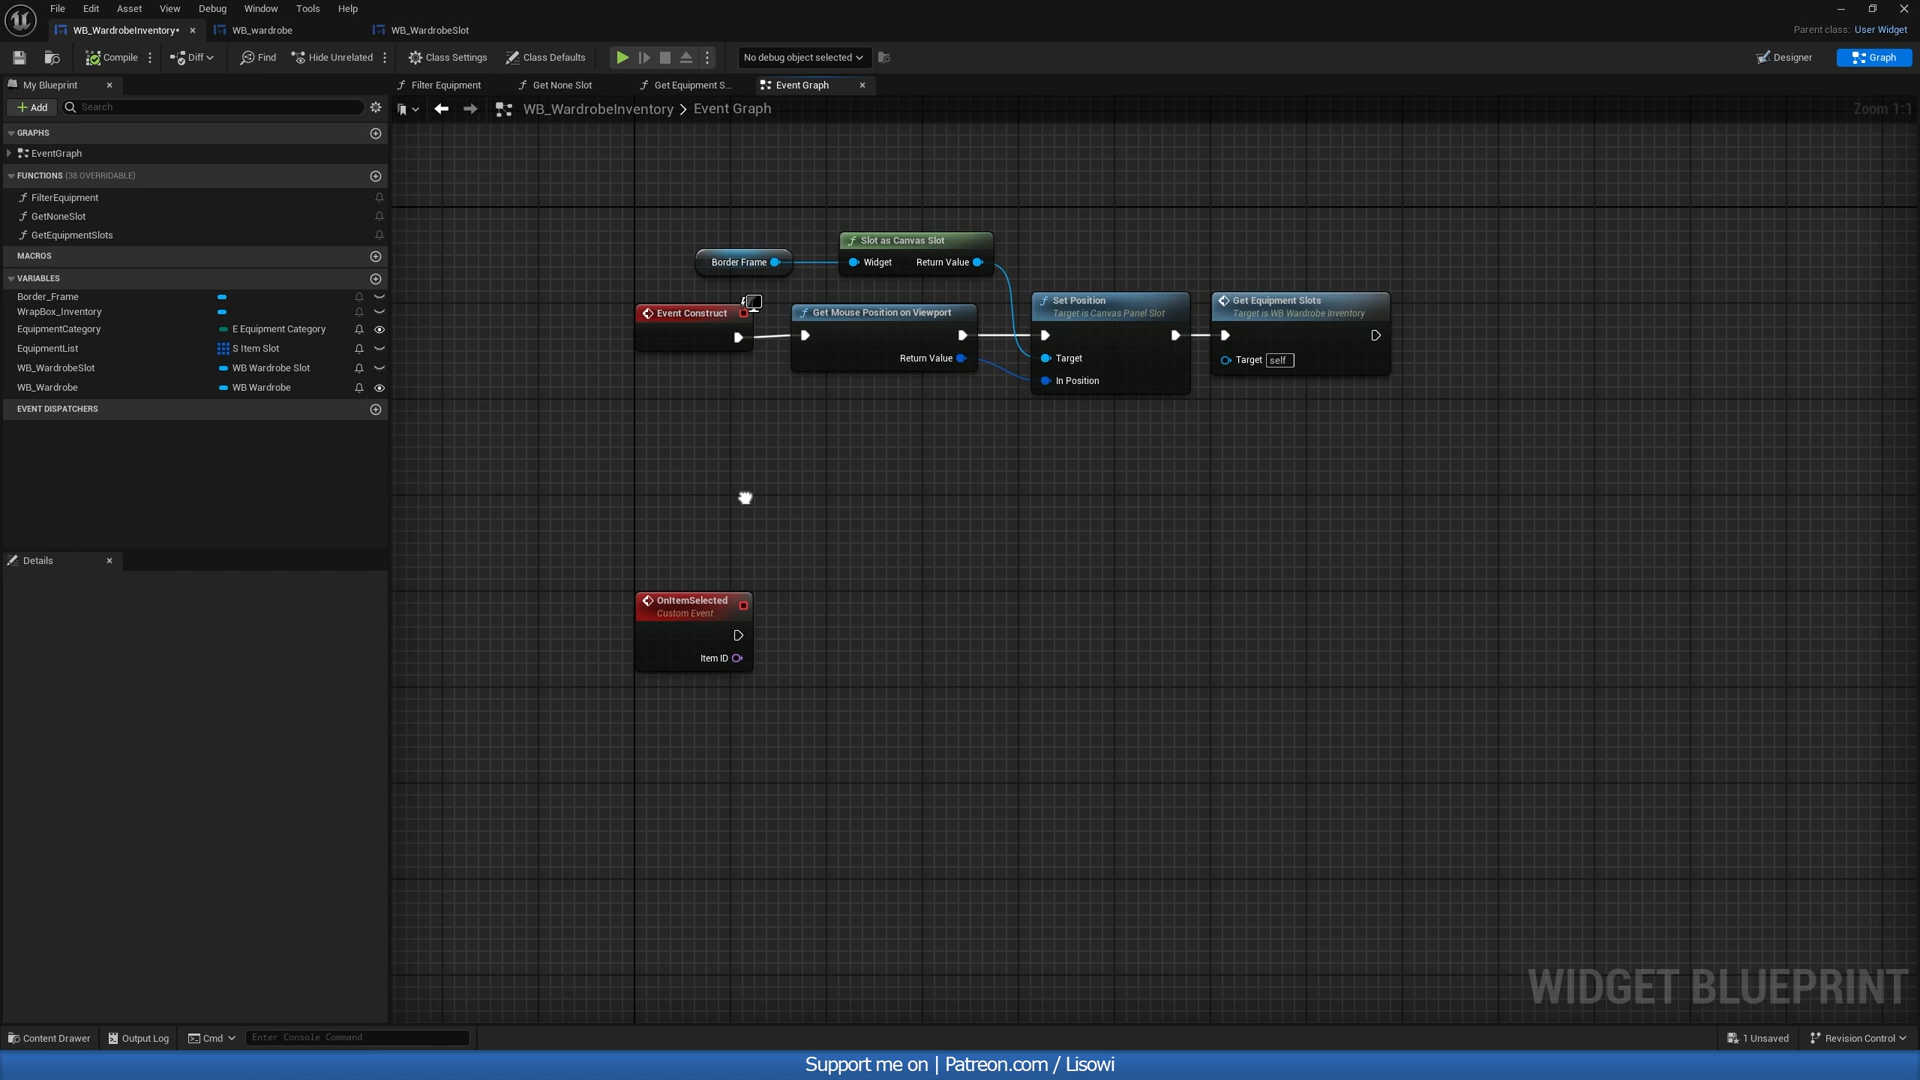 File Edit Asset View Debug Window Tools Help
WB_WardrobeInventory• WB_wardrobe WB_WardrobeSlot
Parent class: User Widget
Compile Diff Find Hide Unrelated Class Settings Class Defaults No debug object selected Designer Graph
My Blueprint
Filter Equipment Get None Slot Get Equipment S... Event Graph
+ Add Search
WB_WardrobeInventory > Event Graph
Zoom 1:1
GRAPHS
EventGraph
FUNCTIONS (38 OVERRIDABLE)
FilterEquipment
GetNoneSlot
GetEquipmentSlots
MACROS
VARIABLES
Border_Frame
WrapBox_Inventory
EquipmentCategory E Equipment Category
EquipmentList S Item Slot
WB_WardrobeSlot WB Wardrobe Slot
WB_Wardrobe WB Wardrobe
EVENT DISPATCHERS
Details
Border Frame
Slot as Canvas Slot
Widget Return Value
Event Construct
Get Mouse Position on Viewport
Return Value
Set Position
Target is Canvas Panel Slot
Target
In Position
Get Equipment Slots
Target is WB Wardrobe Inventory
Target self
OnItemSelected
Custom Event
Item ID
WIDGET BLUEPRINT
Content Drawer Output Log Cmd Enter Console Command 1 Unsaved Revision Control
Support me on | Patreon.com / Lisowi